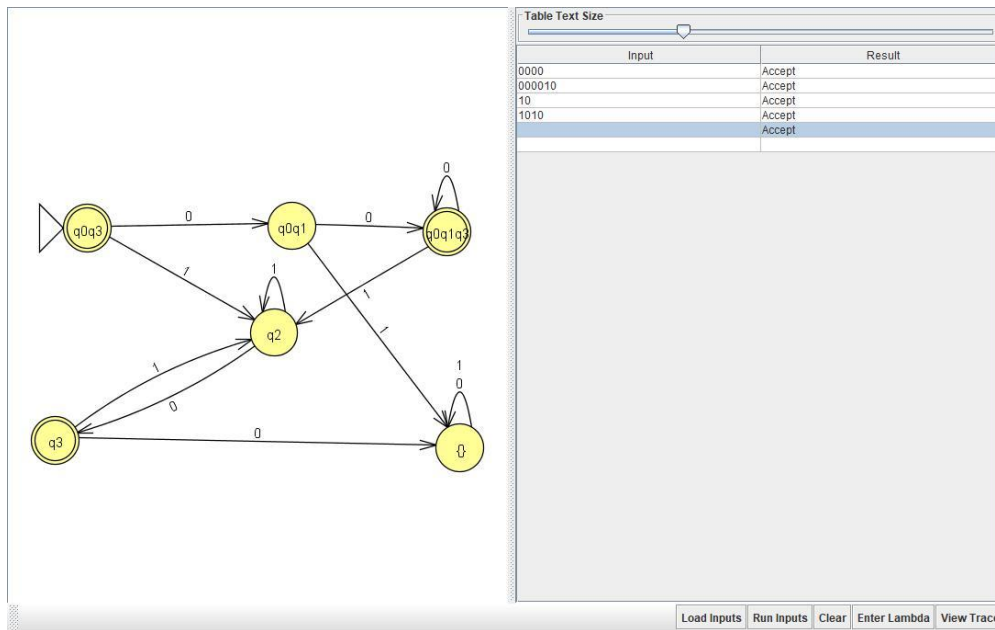 Table Text Size
Input Result
0000 Accept
000010 Accept
10 Accept
1010 Accept
Accept
0
q0q3 0 q0q1 0 q0q1q3
1 1 1
q2 1
1 1
0 0
q3 0 {}
Load Inputs Run Inputs Clear Enter Lambda View Trace